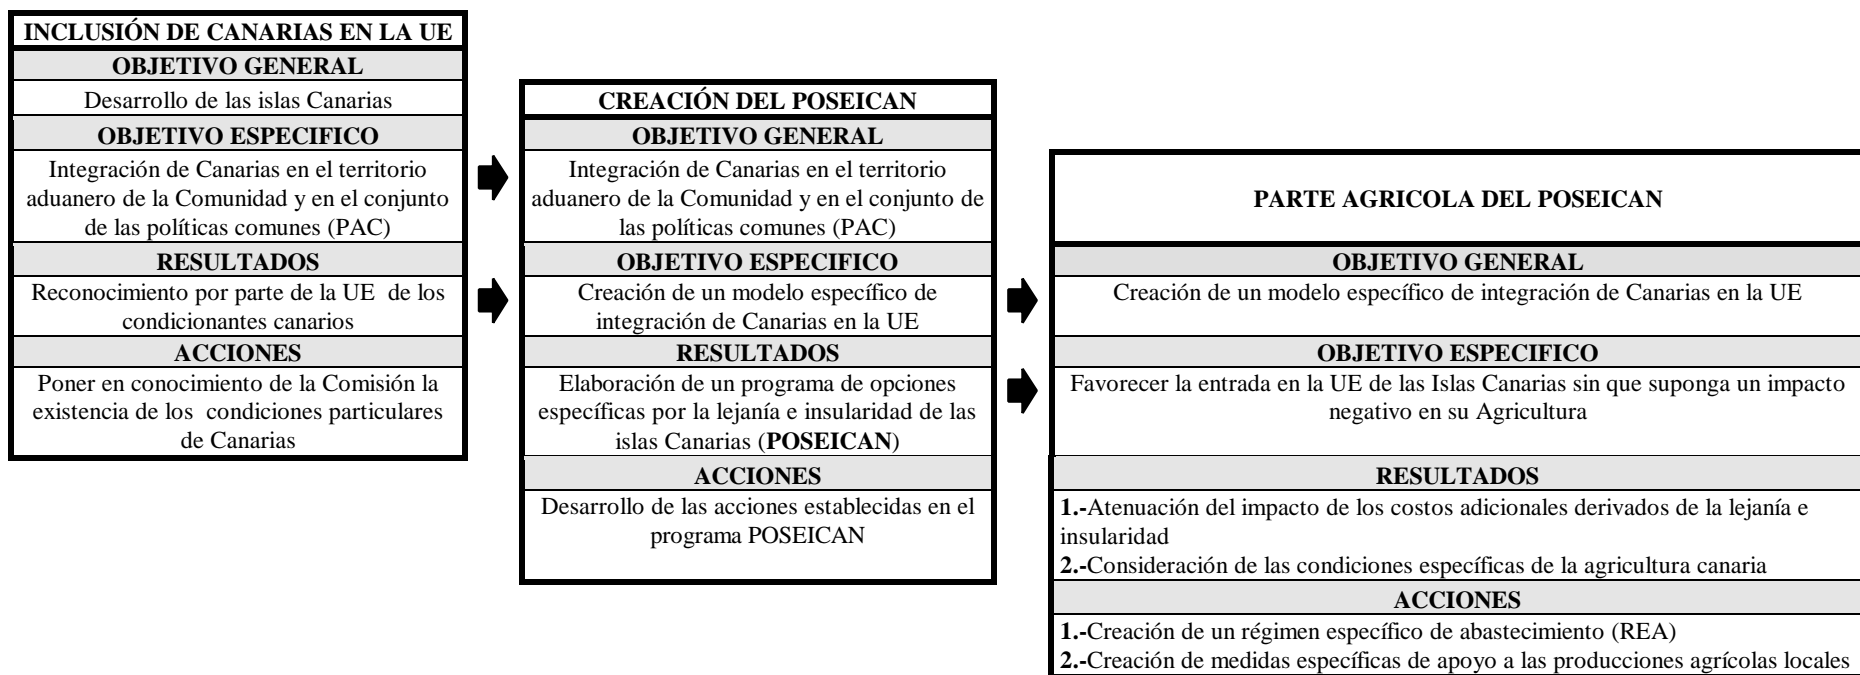 INCLUSIÓN DE CANARIAS EN LA UE
OBJETIVO GENERAL
Desarrollo de las islas Canarias
OBJETIVO ESPECIFICO
Integración de Canarias en el territorio
aduanero de la Comunidad y en el conjunto
de las políticas comunes (PAC)
RESULTADOS
Reconocimiento por parte de la UE de los
condicionantes canarios
ACCIONES
Poner en conocimiento de la Comisión la
existencia de los condiciones particulares
de Canarias
CREACIÓN DEL POSEICAN
OBJETIVO GENERAL
Integración de Canarias en el territorio
aduanero de la Comunidad y en el conjunto de
las políticas comunes (PAC)
OBJETIVO ESPECIFICO
Creación de un modelo específico de
integración de Canarias en la UE
RESULTADOS
Elaboración de un programa de opciones
específicas por la lejanía e insularidad de las
islas Canarias (POSEICAN)
ACCIONES
Desarrollo de las acciones establecidas en el
programa POSEICAN
PARTE AGRICOLA DEL POSEICAN
OBJETIVO GENERAL
Creación de un modelo específico de integración de Canarias en la UE
OBJETIVO ESPECIFICO
Favorecer la entrada en la UE de las Islas Canarias sin que suponga un impacto
negativo en su Agricultura
RESULTADOS
1.-Atenuación del impacto de los costos adicionales derivados de la lejanía e
insularidad
2.-Consideración de las condiciones específicas de la agricultura canaria
ACCIONES
1.-Creación de un régimen específico de abastecimiento (REA)
2.-Creación de medidas específicas de apoyo a las producciones agrícolas locales